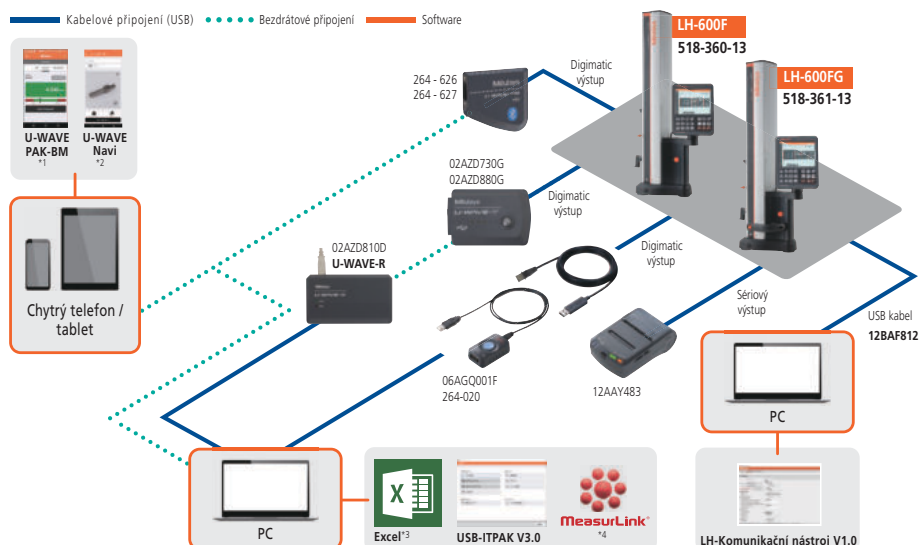 Kabelové připojení (USB)
Bezdrátové připojení
Software
U-WAVE
PAK-BM
*1
U-WAVE
Navi
*2
Chytrý telefon /
tablet
264 - 626
264 - 627
Digimatic
výstup
LH-600F
518-360-13
LH-600FG
518-361-13
02AZD730G
02AZD880G
Digimatic
výstup
02AZD810D
U-WAVE-R
Digimatic
výstup
Sériový
výstup
USB kabel
12BAF812
06AGQ001F
264-020
12AAY483
PC
PC
Excel*3
USB-ITPAK V3.0
MeasurLink®
*4
LH-Komunikační nástroj V1.0